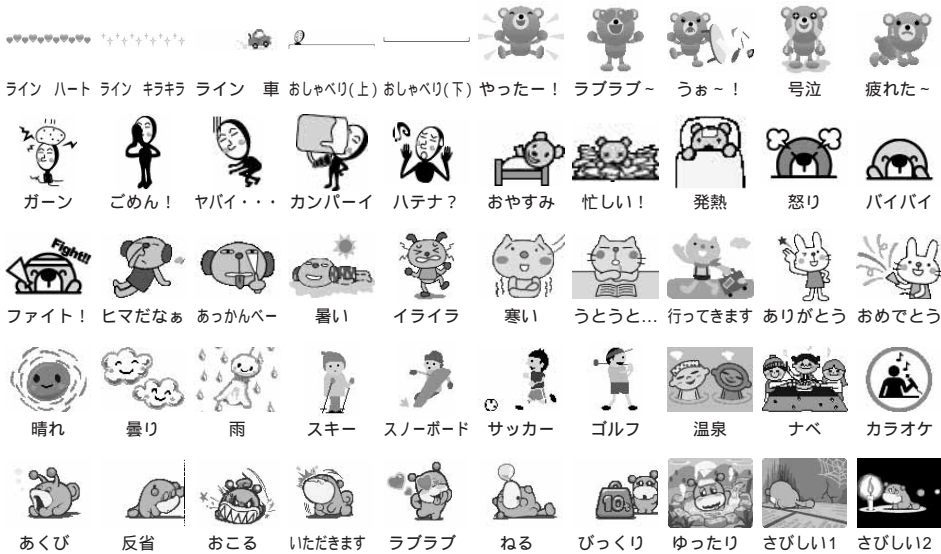 ライン ハート ライン キラキラ ライン 車 おしゃべり(上) おしゃべり(下) やったー! ラブラブ~ うぉ~! 号泣 疲れた~
ガーン ごめん! ヤバイ・・・ カンパーイ ハテナ? おやすみ 忙しい! 発熱 怒り バイバイ
Fight!!
ファイト! ヒマだなぁ あっかんべー 暑い イライラ 寒い うとうと... 行ってきます ありがとう おめでとう
晴れ 曇り 雨 スキー スノーボード サッカー ゴルフ 温泉 ナベ カラオケ
10t
あくび 反省 おこる いただきます ラブラブ ねる びっくり ゆったり さびしい1 さびしい2